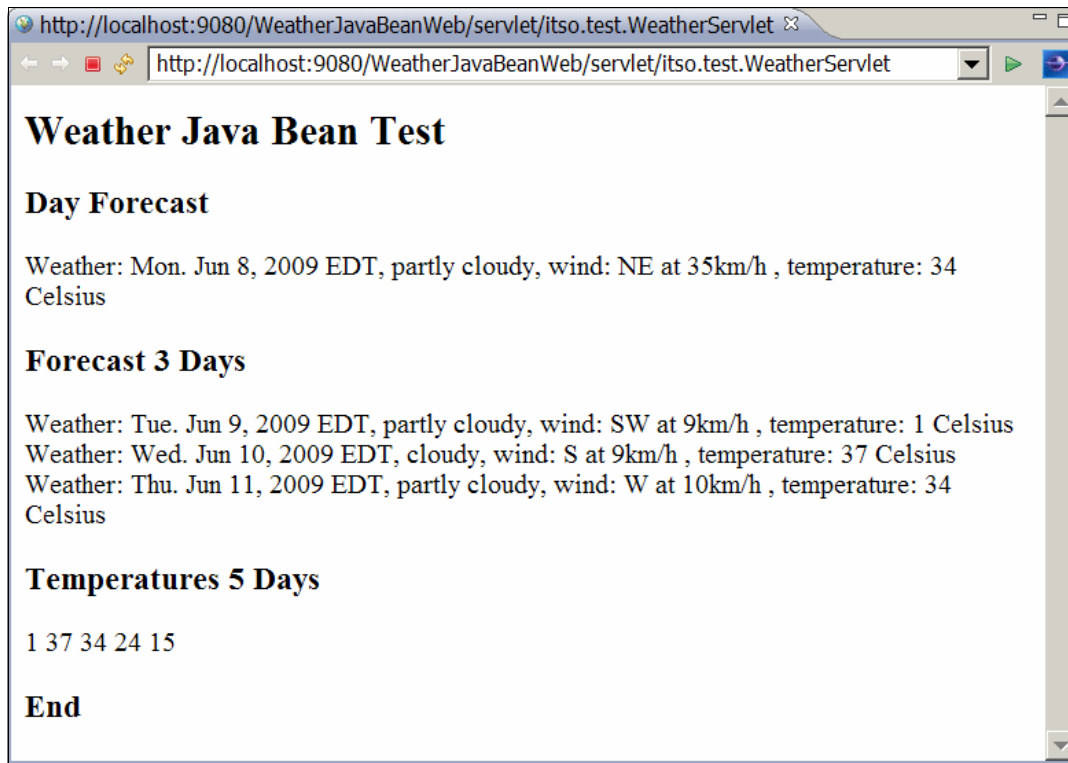 http://localhost:9080/WeatherJavaBeanWeb/servlet/itso.test.WeatherServlet
http://localhost:9080/WeatherJavaBeanWeb/servlet/itso.test.WeatherServlet
Weather Java Bean Test
Day Forecast
Weather: Mon. Jun 8, 2009 EDT, partly cloudy, wind: NE at 35km/h , temperature: 34
Celsius
Forecast 3 Days
Weather: Tue. Jun 9, 2009 EDT, partly cloudy, wind: SW at 9km/h , temperature: 1 Celsius
Weather: Wed. Jun 10, 2009 EDT, cloudy, wind: S at 9km/h , temperature: 37 Celsius
Weather: Thu. Jun 11, 2009 EDT, partly cloudy, wind: W at 10km/h , temperature: 34
Celsius
Temperatures 5 Days
1 37 34 24 15
End